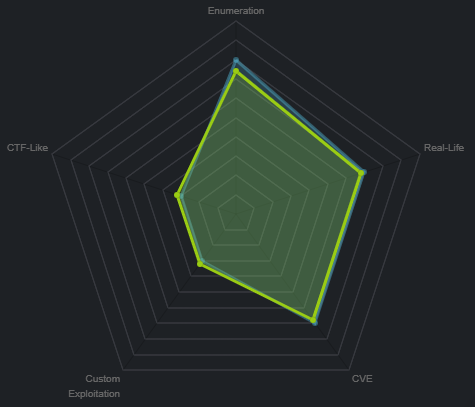 Enumeration
CTF-Like
Real-Life
Custom
Exploitation
CVE